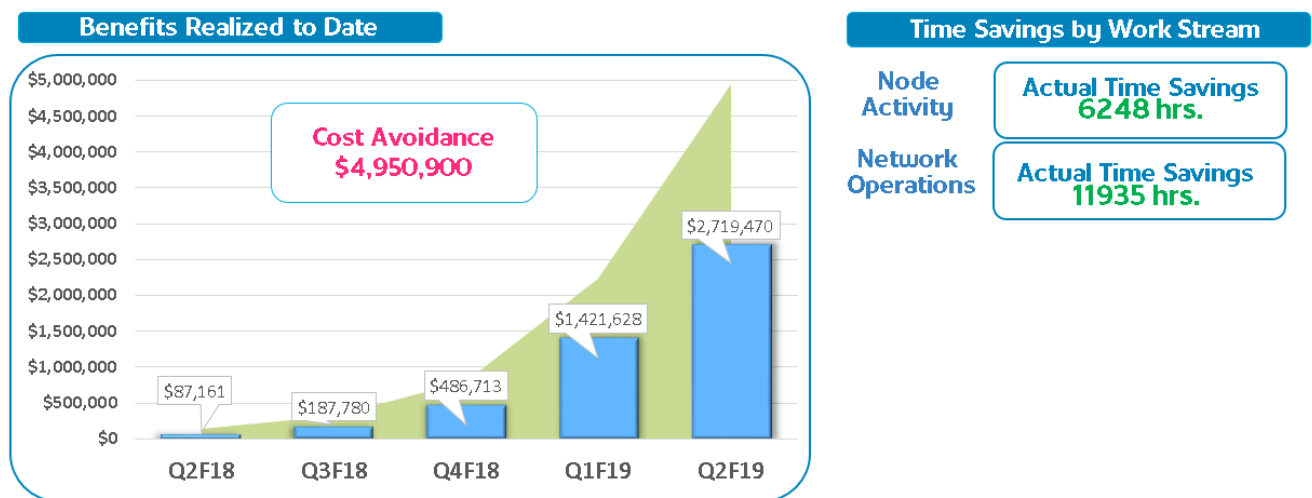 Benefits Realized to Date
$5,000,000
$4,500,000
$4,000,000
$3,500,000
$3,000,000
$2,500,000
$2,000,000
$1,500,000
$1,000,000
$500,000
$0
Cost Avoidance
$4,950,900
$87,161
$187,780
$486,713
$1,421,628
$2,719,470
Q2F18 Q3F18 Q4F18 Q1F19 Q2F19
Time Savings by Work Stream
Node
Activity
Actual Time Savings
6248 hrs.
Network
Operations
Actual Time Savings
11935 hrs.